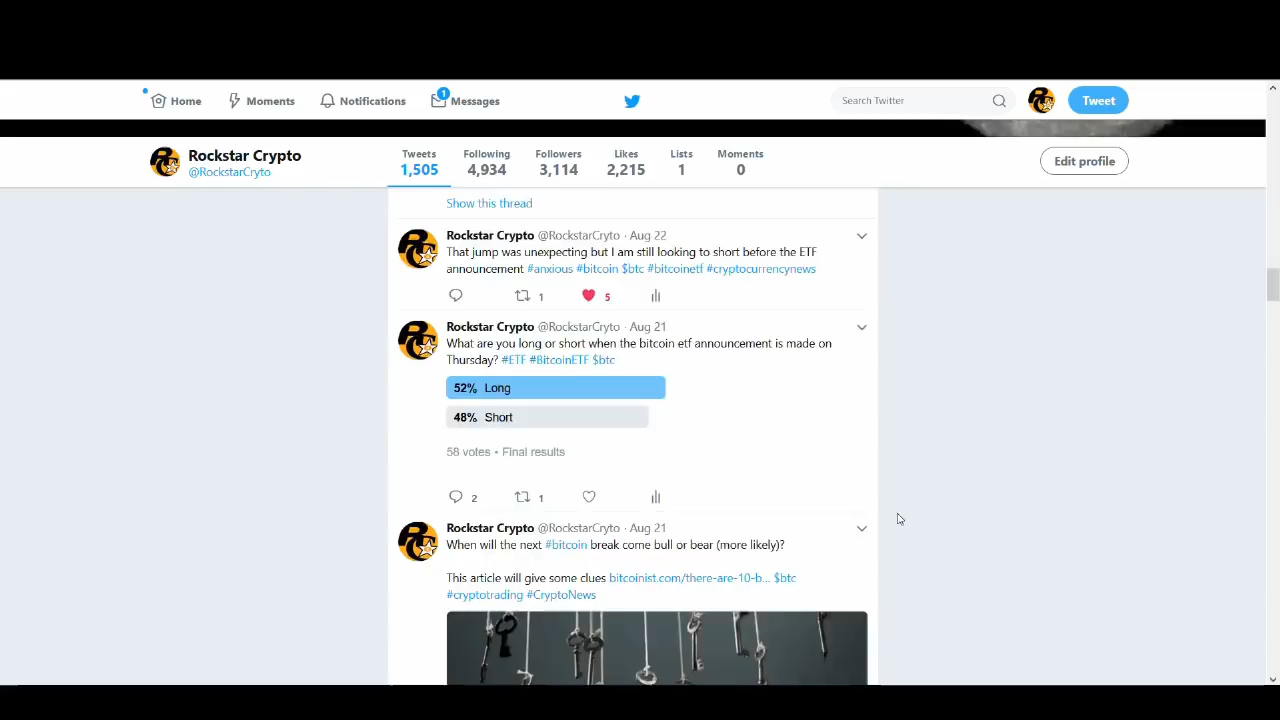 Home Moments Notifications 1 Messages Search Twitter Tweet
Rockstar Crypto
@RockstarCryto
Tweets Following Followers Likes Lists Moments
1,505 4,934 3,114 2,215 1 0
Edit profile
Show this thread
Rockstar Crypto @RockstarCryto · Aug 22
That jump was unexpecting but I am still looking to short before the ETF
announcement #anxious #bitcoin $btc #bitcoinetf #cryptocurrencynews
1 5
Rockstar Crypto @RockstarCryto · Aug 21
What are you long or short when the bitcoin etf announcement is made on
Thursday? #ETF #BitcoinETF $btc
52% Long
48% Short
58 votes • Final results
2 1
Rockstar Crypto @RockstarCryto · Aug 21
When will the next #bitcoin break come bull or bear (more likely)?
This article will give some clues bitcoinist.com/there-are-10-b... $btc
#cryptotrading #CryptoNews